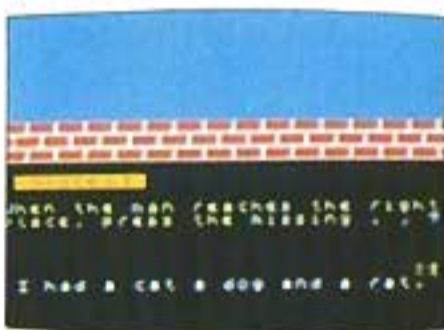 When the man reaches the right
place, press the missing . , ?
I had a cat a dog and a rat.